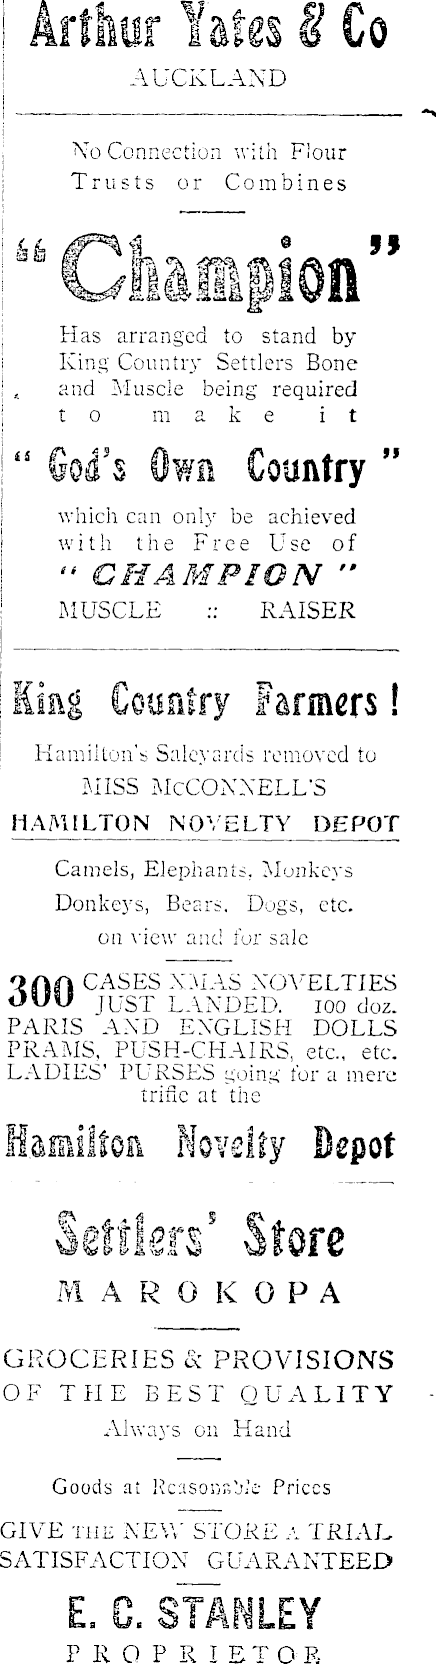 Arthur Yates & Co
AUCKLAND
No Connection with Flour
Trusts or Combines
"Champion"
Has arranged to stand by
King Country Settlers Bone
and Muscle being required
to make it
"God's Own Country"
which can only be achieved
with the Free Use of
"CHAMPION"
MUSCLE :: RAISER
King Country Farmers!
Hamilton's Saleyards removed to
MISS McCONNELL'S
HAMILTON NOVELTY DEPOT
Camels, Elephants, Monkeys
Donkeys, Bears, Dogs, etc.
on view and for sale
300 CASES XMAS NOVELTIES
JUST LANDED. 100 doz.
PARIS AND ENGLISH DOLLS
PRAMS, PUSH-CHAIRS, etc., etc.
LADIES' PURSES going for a mere
trifle at the
Hamilton Novelty Depot
Settlers' Store
MAROKOPA
GROCERIES & PROVISIONS
OF THE BEST QUALITY
Always on Hand
Goods at Reasonable Prices
GIVE THE NEW STORE A TRIAL
SATISFACTION GUARANTEED
E. C. STANLEY
PROPRIETOR